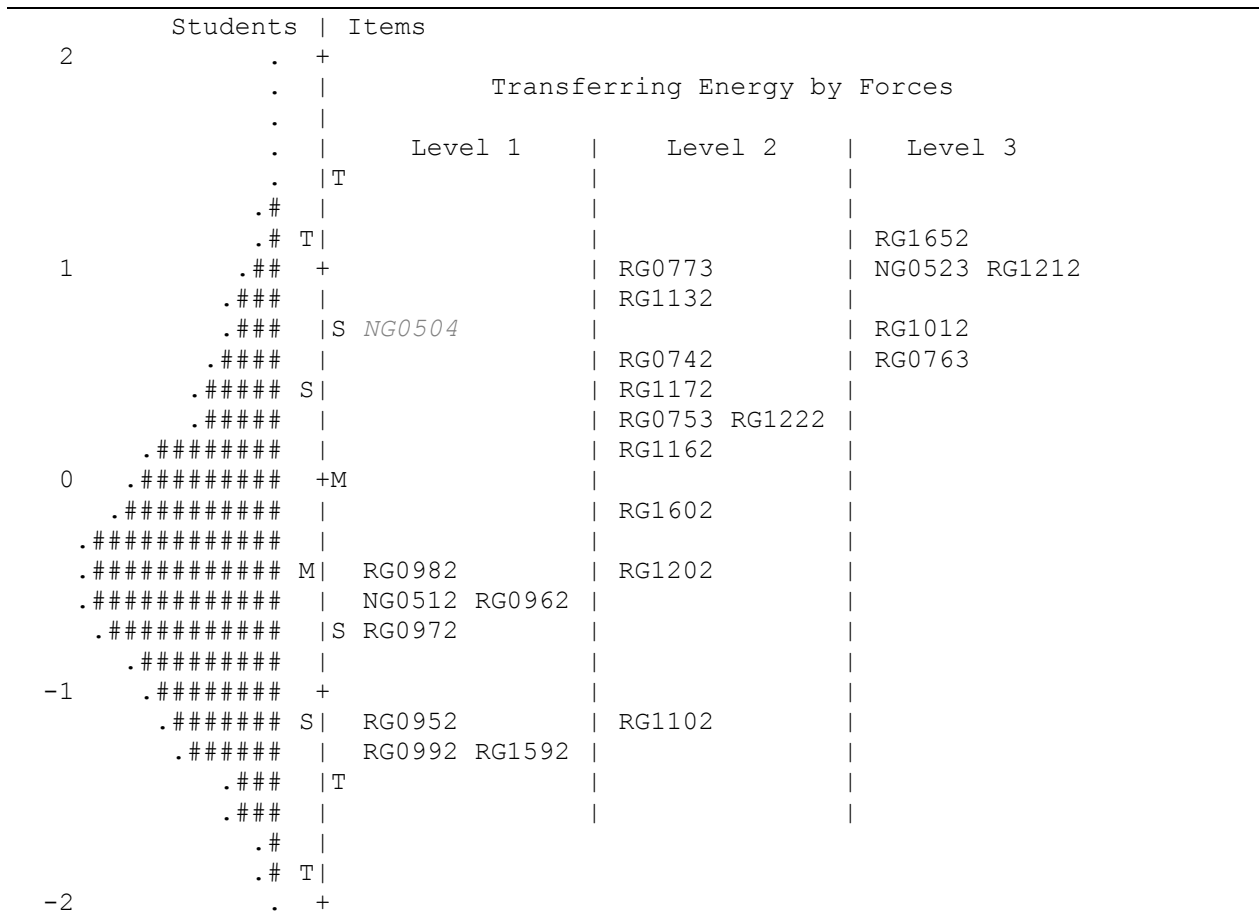 Students | Items
2 . +
. | Transferring Energy by Forces
. |
. | Level 1 | Level 2 | Level 3
. |T | |
.# | | |
.# T| | | RG1652
1 .## + | RG0773 | NG0523 RG1212
.### | | RG1132 |
.### |S NG0504 | | RG1012
.#### | | RG0742 | RG0763
.##### S| | RG1172 |
.##### | | RG0753 RG1222 |
.######## | | RG1162 |
0 .######### +M | |
.########## | | RG1602 |
.############ | | |
.############ M| RG0982 | RG1202 |
.############ | NG0512 RG0962 | |
.########### |S RG0972 | |
.######### | | |
-1 .######## + | |
.####### S| RG0952 | RG1102 |
.###### | RG0992 RG1592 | |
.### |T | |
.### | | |
.# |
.# T|
-2 . +